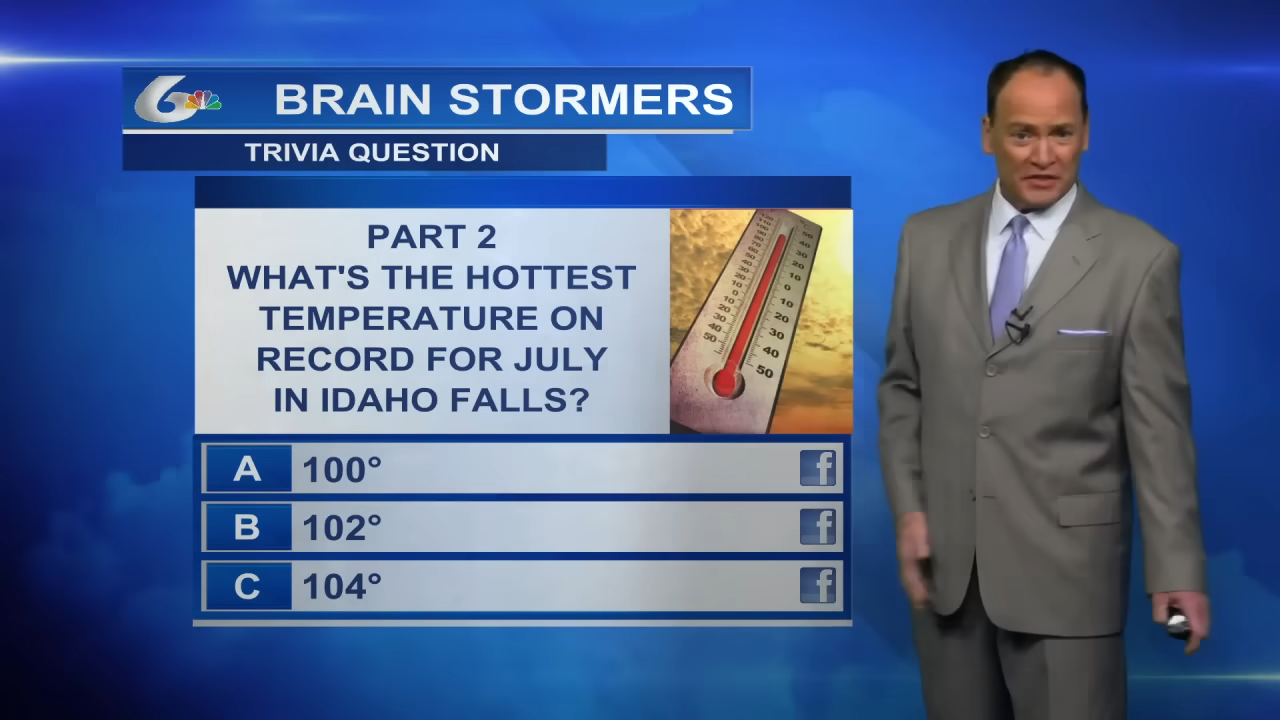 6 BRAIN STORMERS
TRIVIA QUESTION
PART 2
WHAT'S THE HOTTEST
TEMPERATURE ON
RECORD FOR JULY
IN IDAHO FALLS?
A 100° f
B 102° f
C 104° f